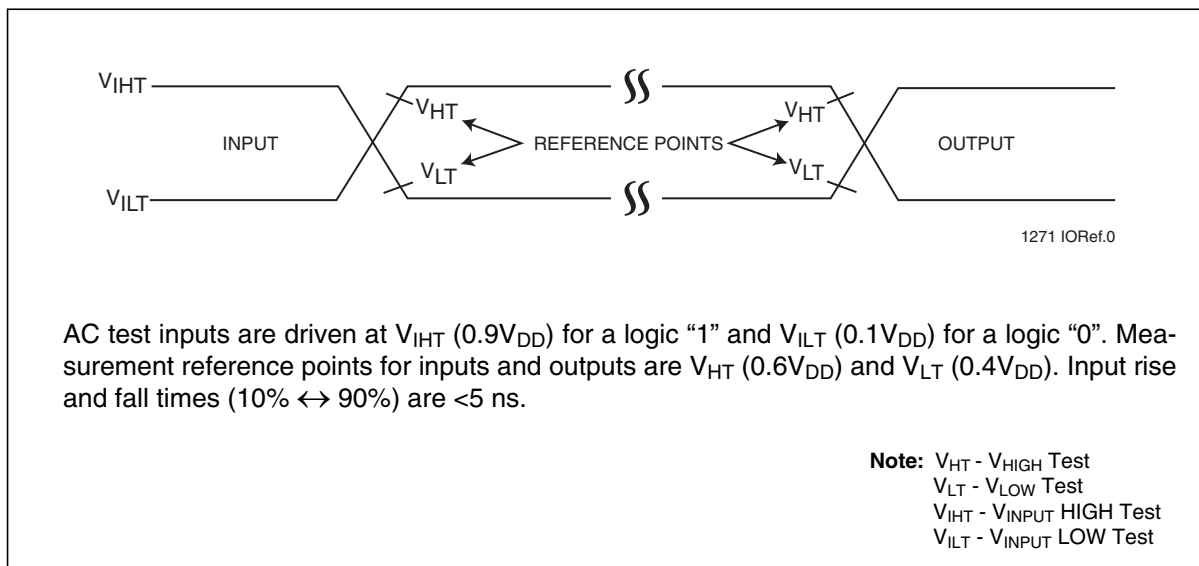 VIHT
VHT VHT
INPUT REFERENCE POINTS OUTPUT
VLT VLT
VILT
1271 IORef.0
AC test inputs are driven at VIHT (0.9VDD) for a logic “1” and VILT (0.1VDD) for a logic “0”. Mea-
surement reference points for inputs and outputs are VHT (0.6VDD) and VLT (0.4VDD). Input rise
and fall times (10% ↔ 90%) are <5 ns.
Note: VHT - VHIGH Test
VLT - VLOW Test
VIHT - VINPUT HIGH Test
VILT - VINPUT LOW Test